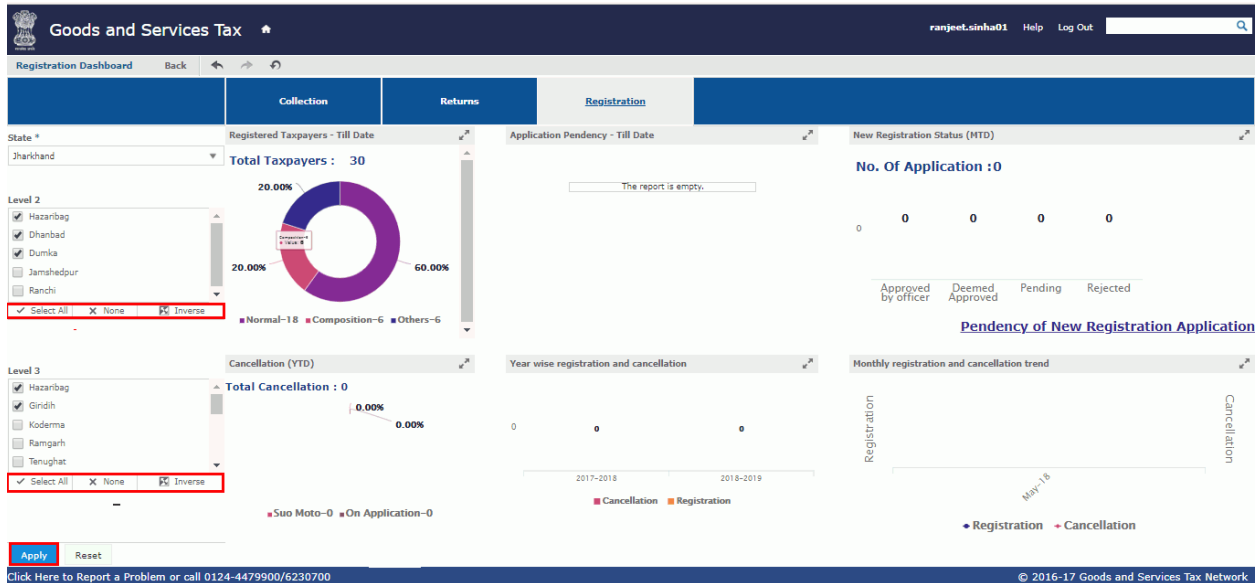 Goods and Services Tax
ranjeet.sinha01 Help Log Out
Registration Dashboard Back
Collection Returns Registration
State *
Jharkhand
Level 2
Hazaribag
Dhanbad
Dumka
Jamshedpur
Ranchi
Select All None Inverse
-
Level 3
Hazaribag
Giridih
Koderma
Ramgarh
Tenughat
Select All None Inverse
-
Apply Reset
Registered Taxpayers - Till Date
Total Taxpayers : 30
20.00%
Composition-6
Value: 6
20.00%
60.00%
Normal-18 Composition-6 Others-6
Application Pendency - Till Date
The report is empty.
New Registration Status (MTD)
No. Of Application :0
0 0 0 0
0
Approved by officer
Deemed Approved
Pending
Rejected
Pendency of New Registration Application
Cancellation (YTD)
Total Cancellation : 0
0.00%
0.00%
Suo Moto-0 On Application-0
Year wise registration and cancellation
0
0 0
2017-2018 2018-2019
Cancellation Registration
Monthly registration and cancellation trend
Registration
Cancellation
May-18
Registration Cancellation
Click Here to Report a Problem or call 0124-4479900/6230700
© 2016-17 Goods and Services Tax Network